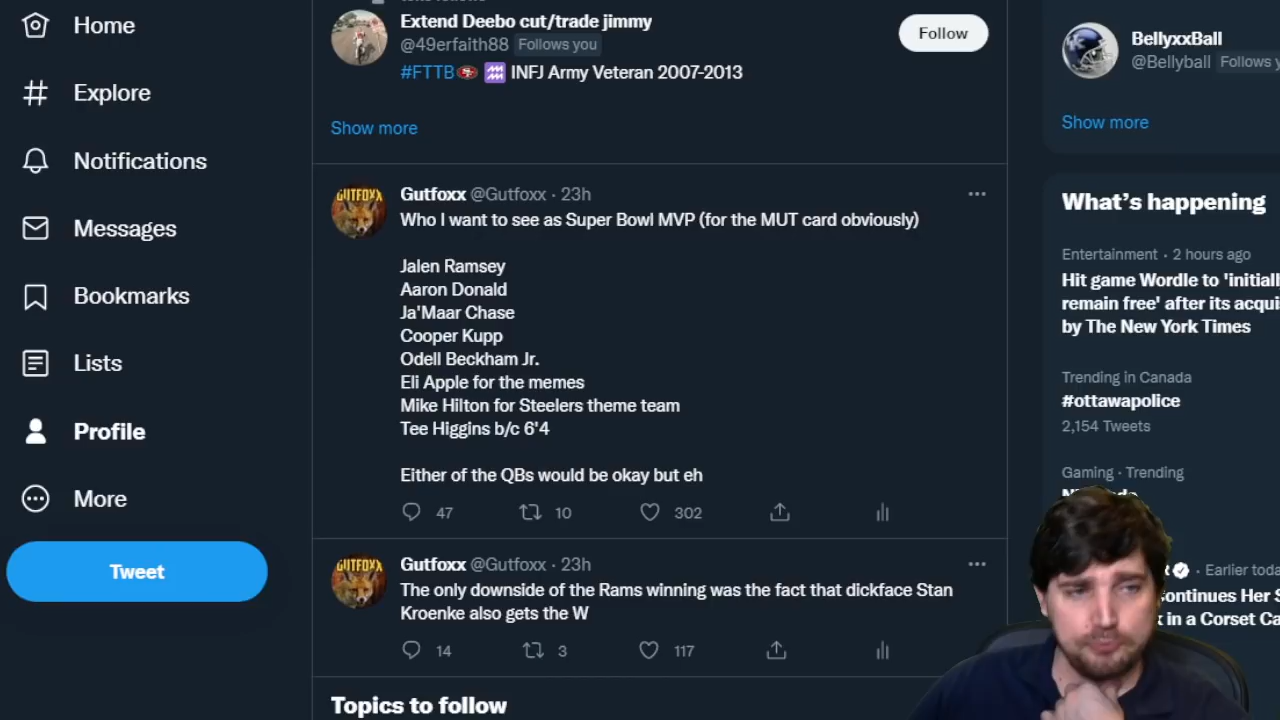 Home
Explore
Notifications
Messages
Bookmarks
Lists
Profile
More
Tweet
Extend Deebo cut/trade jimmy
@49erfaith88 Follows you
Follow
#FTTB INFJ Army Veteran 2007-2013
Show more
GUTFOXX
Gutfoxx @Gutfoxx · 23h
Who I want to see as Super Bowl MVP (for the MUT card obviously)
Jalen Ramsey
Aaron Donald
Ja'Maar Chase
Cooper Kupp
Odell Beckham Jr.
Eli Apple for the memes
Mike Hilton for Steelers theme team
Tee Higgins b/c 6'4
Either of the QBs would be okay but eh
47 10 302
GUTFOXX
Gutfoxx @Gutfoxx · 23h
The only downside of the Rams winning was the fact that dickface Stan
Kroenke also gets the W
14 3 117
Topics to follow
BellyxxBall
@Bellyball Follows
Show more
What's happening
Entertainment · 2 hours ago
Hit game Wordle to
remain free' after its
by The New York Times
Trending in Canada
#ottawapolice
2,154 Tweets
Gaming · Trending
· Earlier
Her
in a Corset